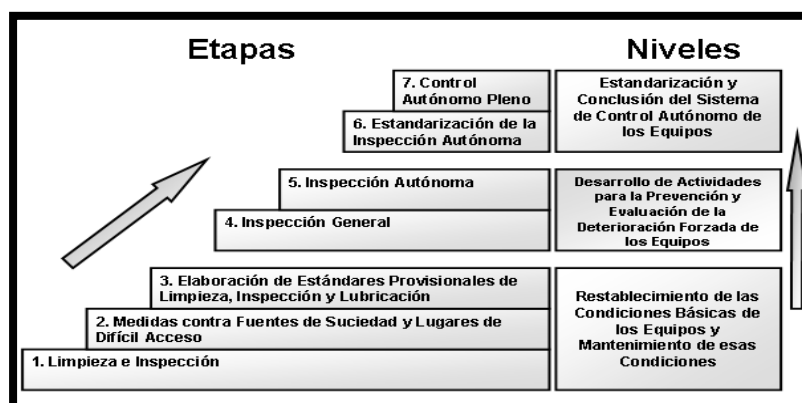 Etapas
Niveles
7. Control
Autónomo Pleno
6. Estandarización de la
Inspección Autónoma
Estandarización y
Conclusión del Sistema
de Control Autónomo de
los Equipos
5. Inspección Autónoma
4. Inspección General
Desarrollo de Actividades
para la Prevención y
Evaluación de la
Deterioración Forzada de
los Equipos
3. Elaboración de Estándares Provisionales de
Limpieza, Inspección y Lubricación
2. Medidas contra Fuentes de Suciedad y Lugares de
Difícil Acceso
1. Limpieza e Inspección
Restablecimiento de las
Condiciones Básicas de
los Equipos y
Mantenimiento de esas
Condiciones